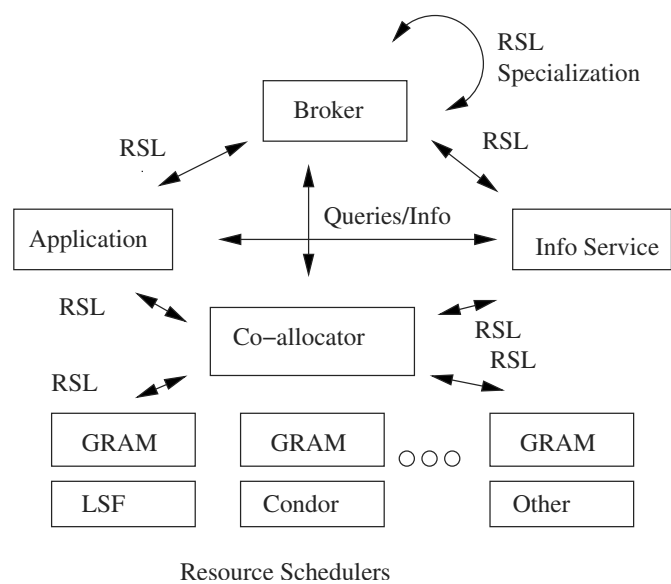 RSL
Specialization
Broker
RSL
RSL
Queries/Info
Application
Info Service
RSL
Co−allocator
RSL
RSL
RSL
GRAM
GRAM
GRAM
LSF
Condor
Other
Resource Schedulers